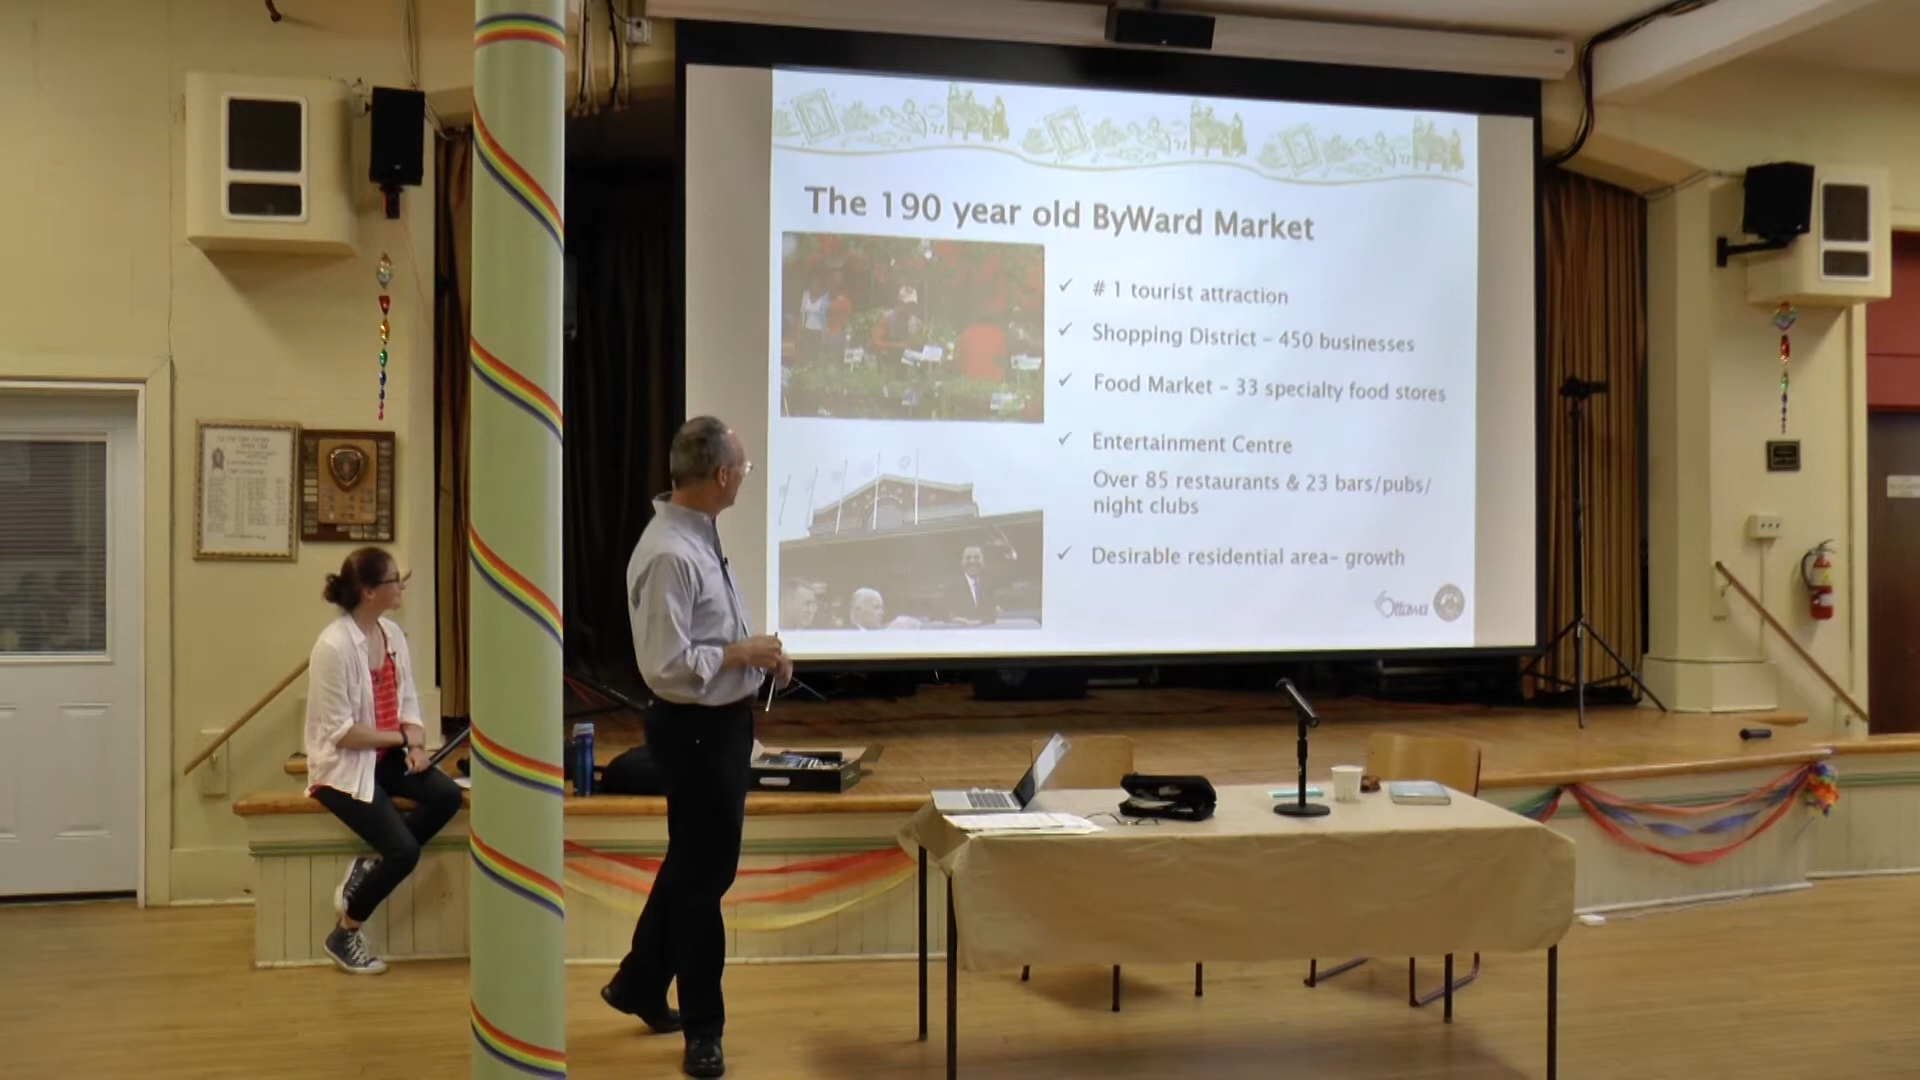 The 190 year old ByWard Market
# 1 tourist attraction
Shopping District – 450 businesses
Food Market – 33 specialty food stores
Entertainment Centre
Over 85 restaurants & 23 bars/pubs/
night clubs
Desirable residential area– growth
Ottawa